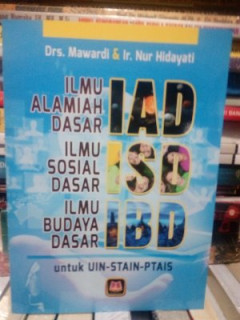 Drs. Mawardi & Ir. Nur Hidayati
ILMU
ALAMIAH
DASAR
IAD
ILMU
SOSIAL
DASAR
ISD
ILMU
BUDAYA
DASAR
IBD
untuk UIN-STAIN-PTAIS